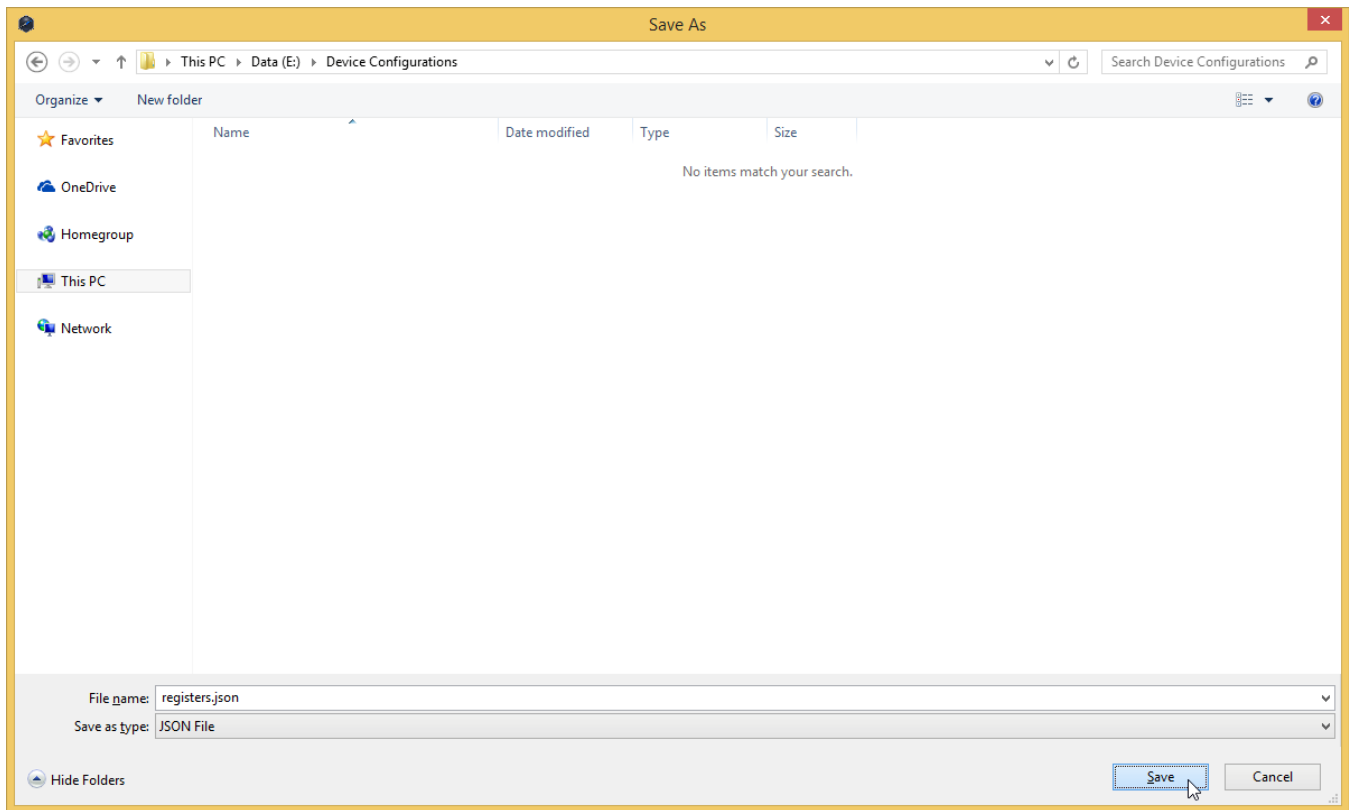 Save As
This PC Data (E:) Device Configurations Search Device Configurations
Organize New folder
Name Date modified Type Size
No items match your search.
Favorites
OneDrive
Homegroup
This PC
Network
File name: registers.json
Save as type: JSON File
Hide Folders Save Cancel